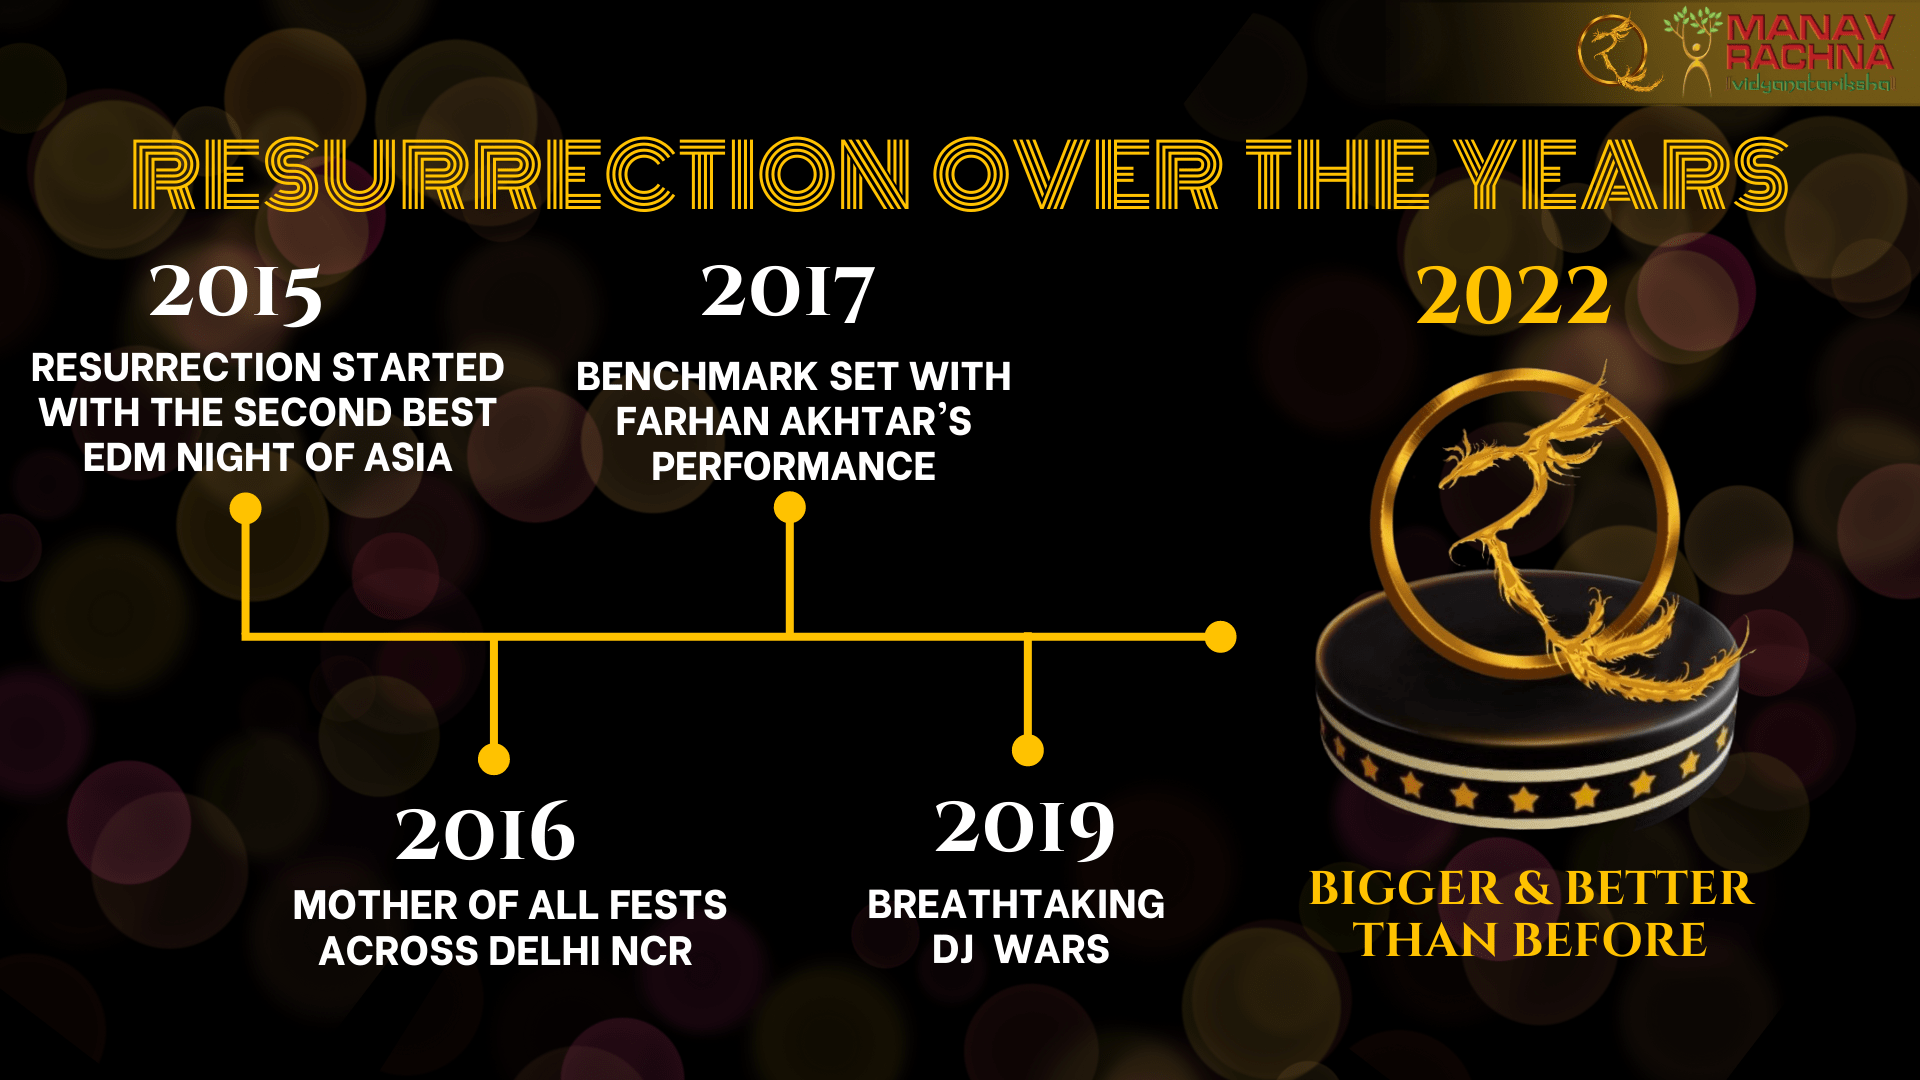 MANAV
RACHNA
vidyanatariksha
RESURRECTION OVER THE YEARS
2015
RESURRECTION STARTED
WITH THE SECOND BEST
EDM NIGHT OF ASIA
2017
BENCHMARK SET WITH
FARHAN AKHTAR'S
PERFORMANCE
2022
2016
MOTHER OF ALL FESTS
ACROSS DELHI NCR
2019
BREATHTAKING
DJ WARS
BIGGER & BETTER
THAN BEFORE